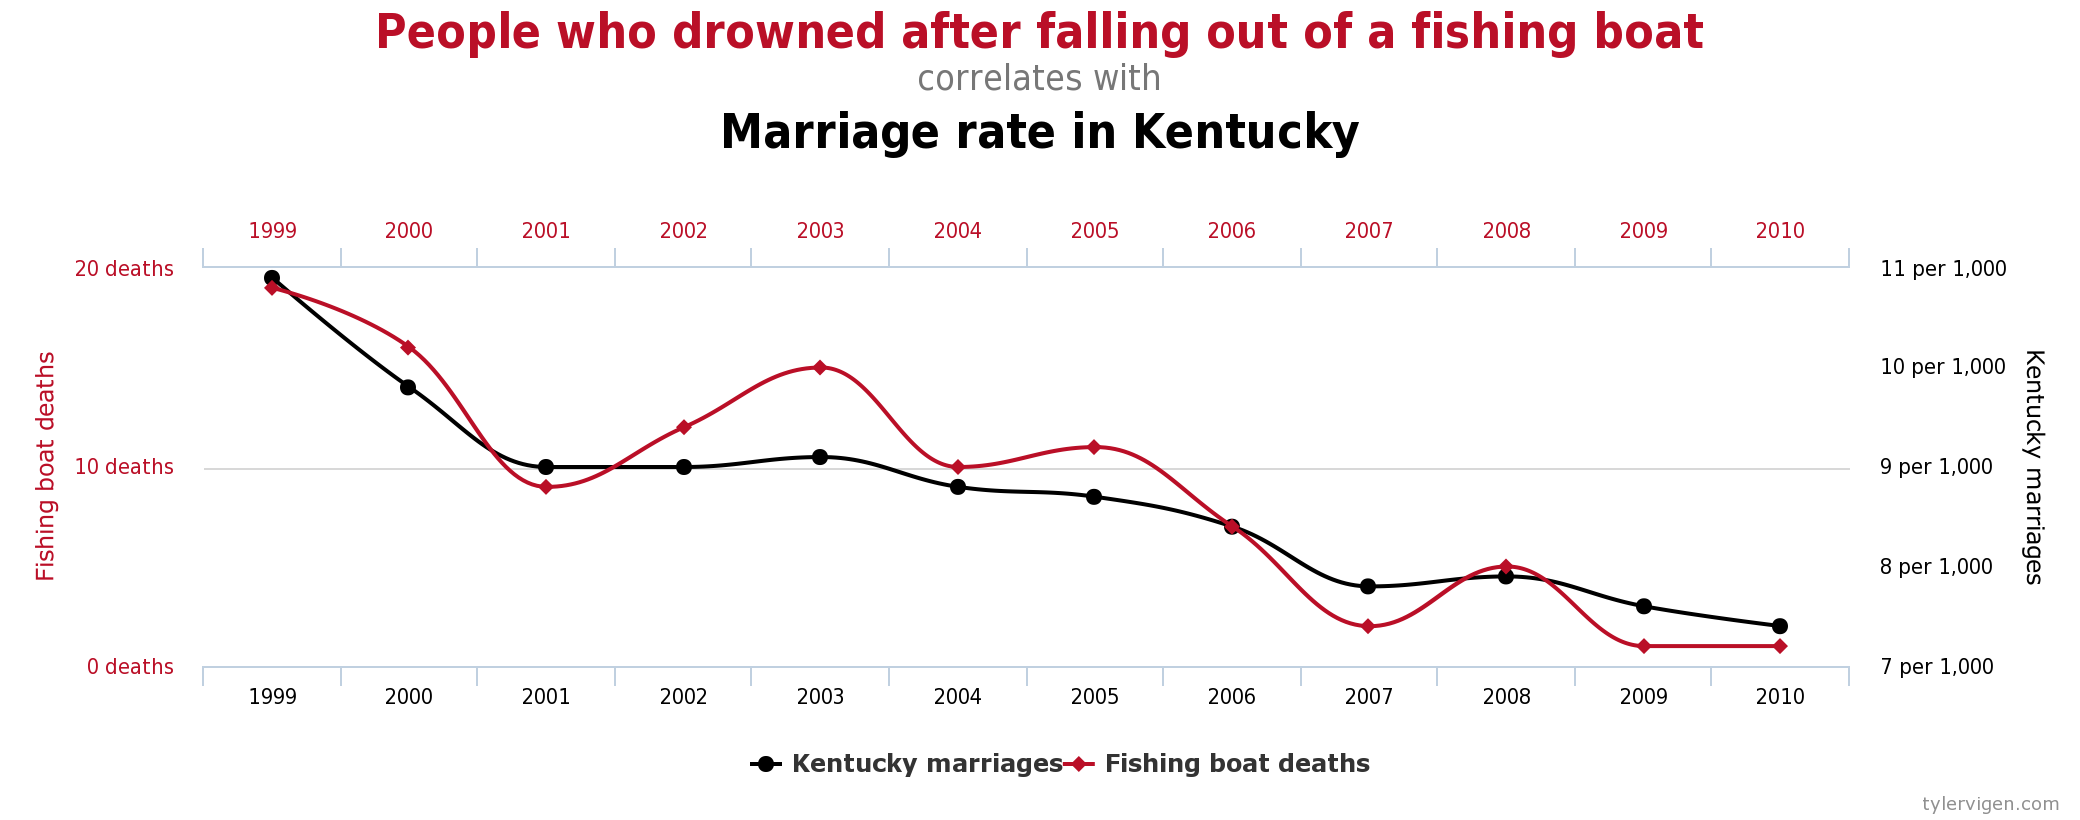 People who drowned after falling out of a fishing boat
correlates with
Marriage rate in Kentucky
1999 2000 2001 2002 2003 2004 2005 2006 2007 2008 2009 2010
20 deaths 11 per 1,000
10 per 1,000
10 deaths 9 per 1,000
8 per 1,000
0 deaths 7 per 1,000
Fishing boat deaths
Kentucky marriages
1999 2000 2001 2002 2003 2004 2005 2006 2007 2008 2009 2010
Kentucky marriages Fishing boat deaths
tylervigen.com